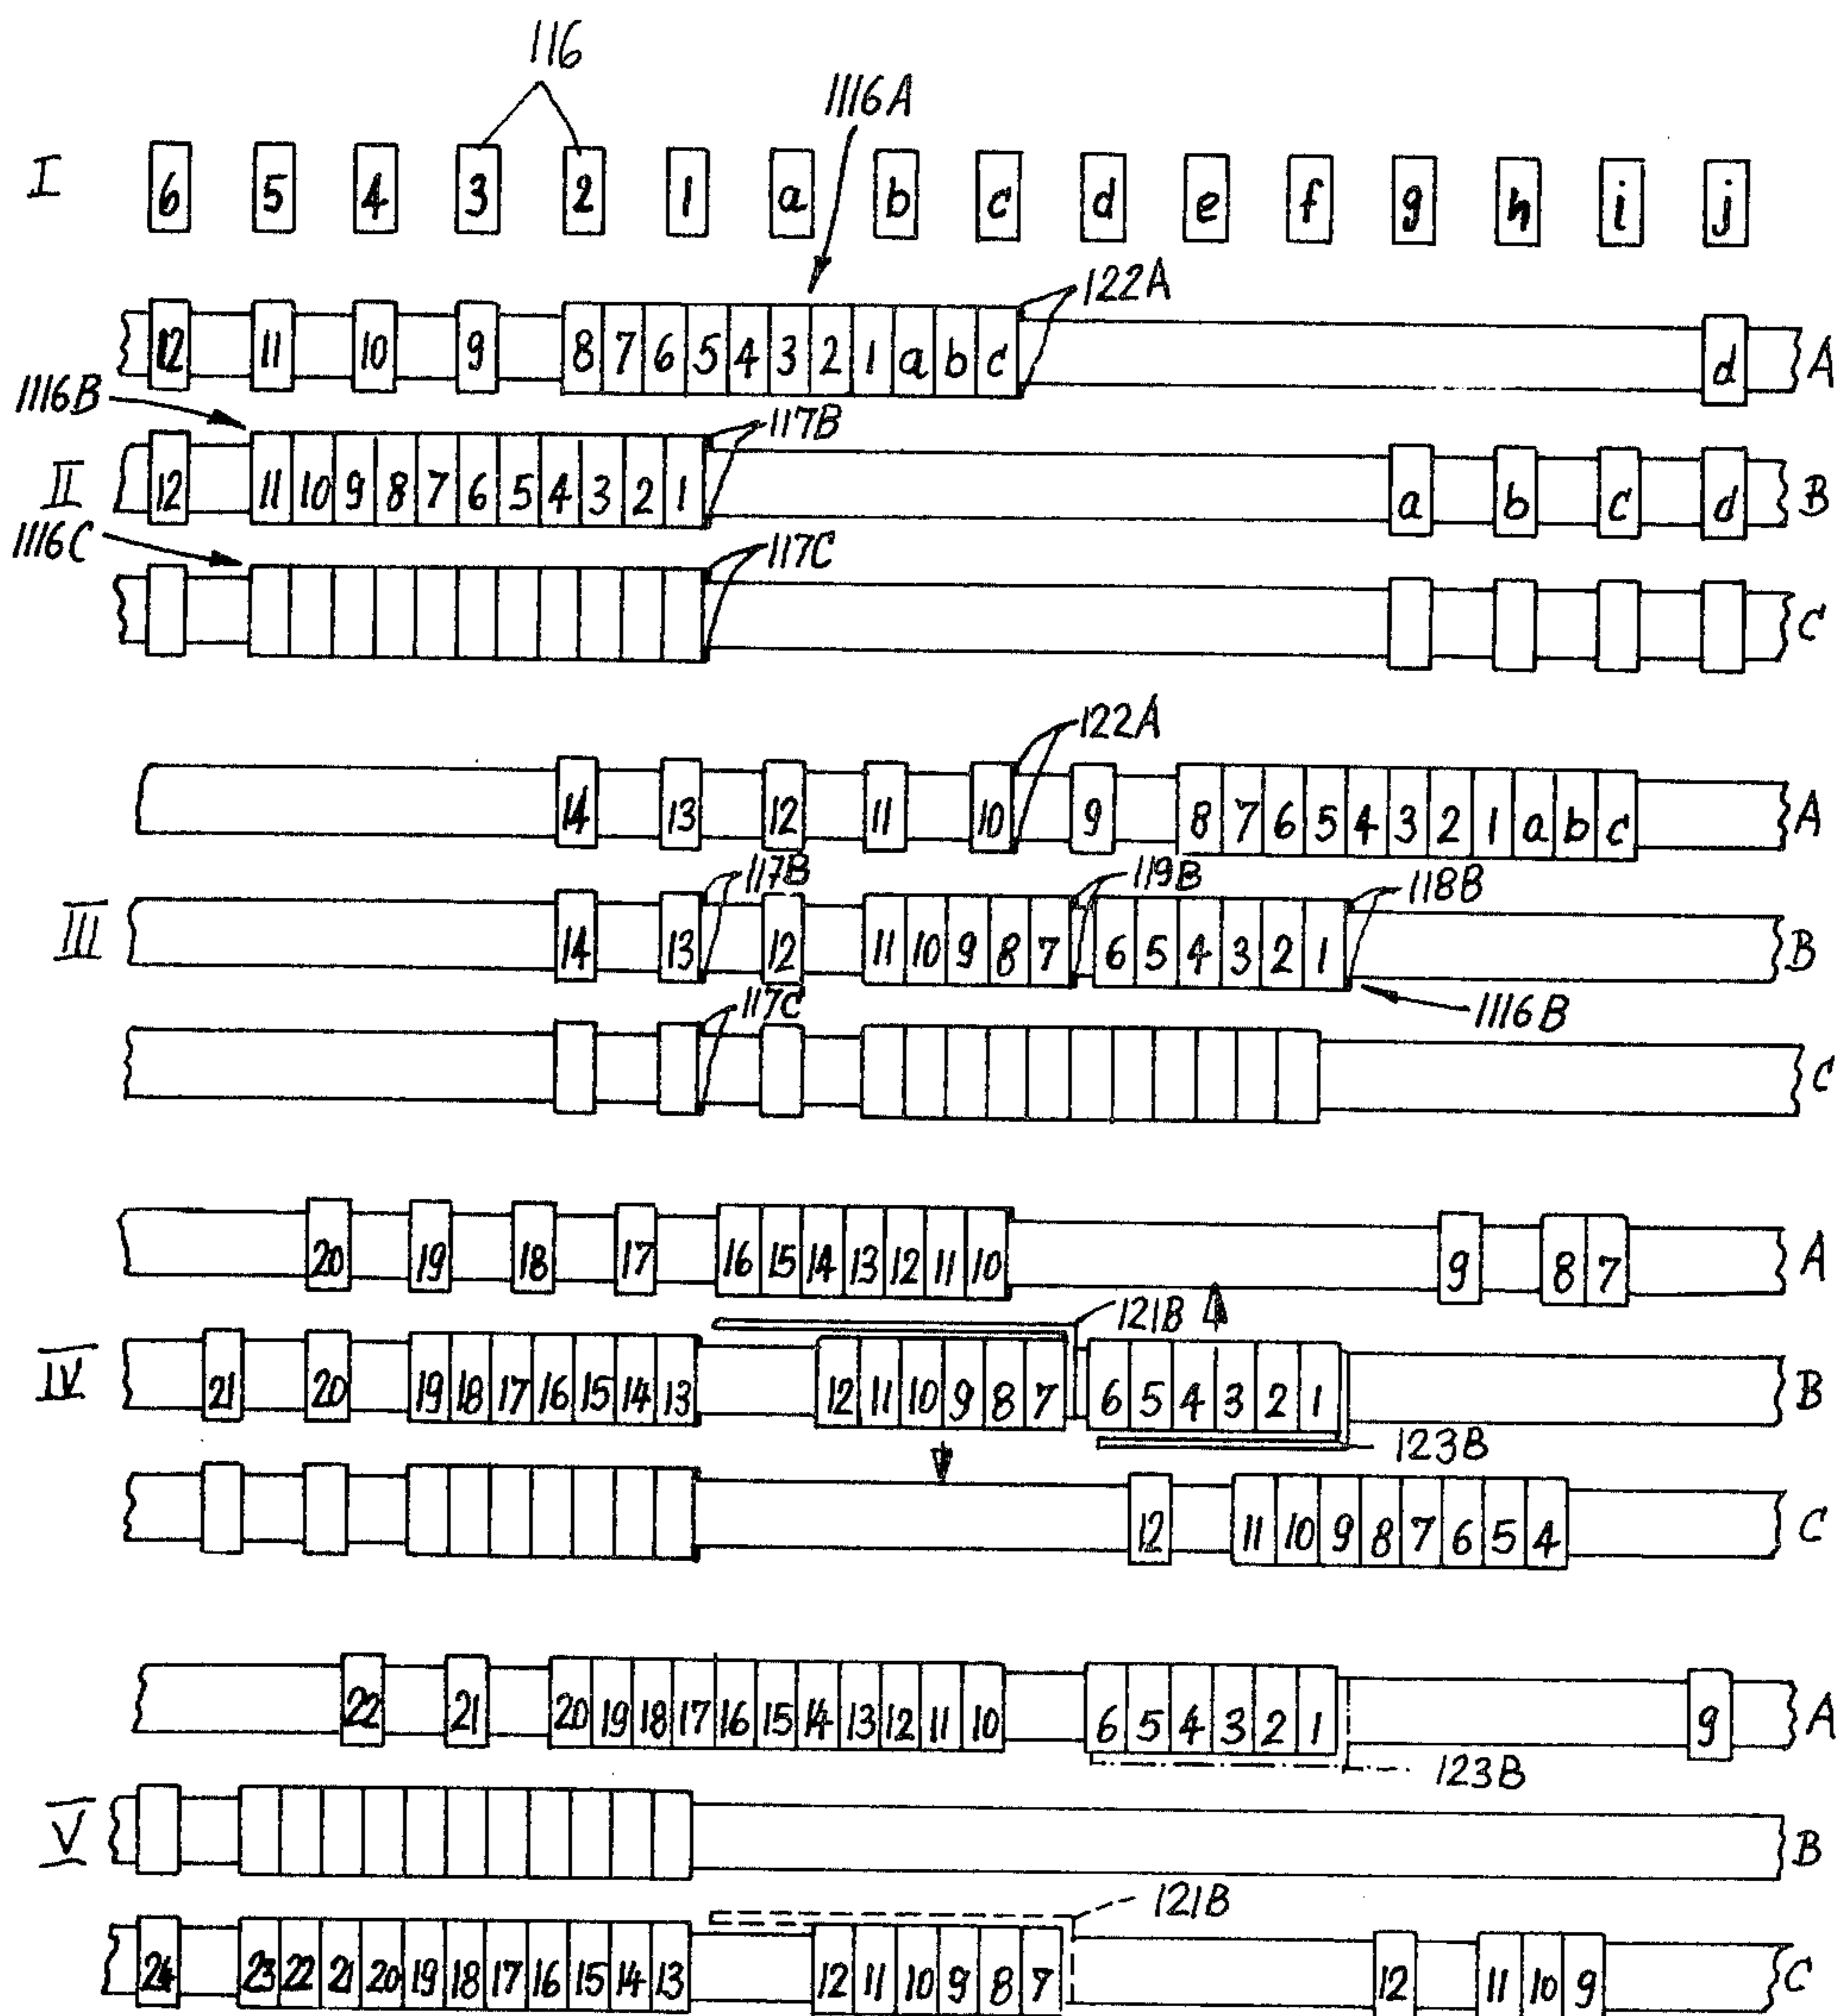 116
1116A
I 6 5 4 3 2 1 a b c d e f g h i j
122A
12 11 10 9 8 7 6 5 4 3 2 1 a b c d A
1116B
117B
II 12 11 10 9 8 7 6 5 4 3 2 1 a b c d B
1116C
117C
C
122A
14 13 12 11 10 9 8 7 6 5 4 3 2 1 a b c A
117B 119B 118B
III 14 13 12 11 10 9 8 7 6 5 4 3 2 1 B
117C 1116B
C
20 19 18 17 16 15 14 13 12 11 10 9 8 7 A
121B
IV 21 20 19 18 17 16 15 14 13 12 11 10 9 8 7 6 5 4 3 2 1 B
123B
12 11 10 9 8 7 6 5 4 C
22 21 20 19 18 17 16 15 14 13 12 11 10 6 5 4 3 2 1 9 A
123B
V B
121B
24 23 22 21 20 19 18 17 16 15 14 13 12 11 10 9 8 7 12 11 10 9 C